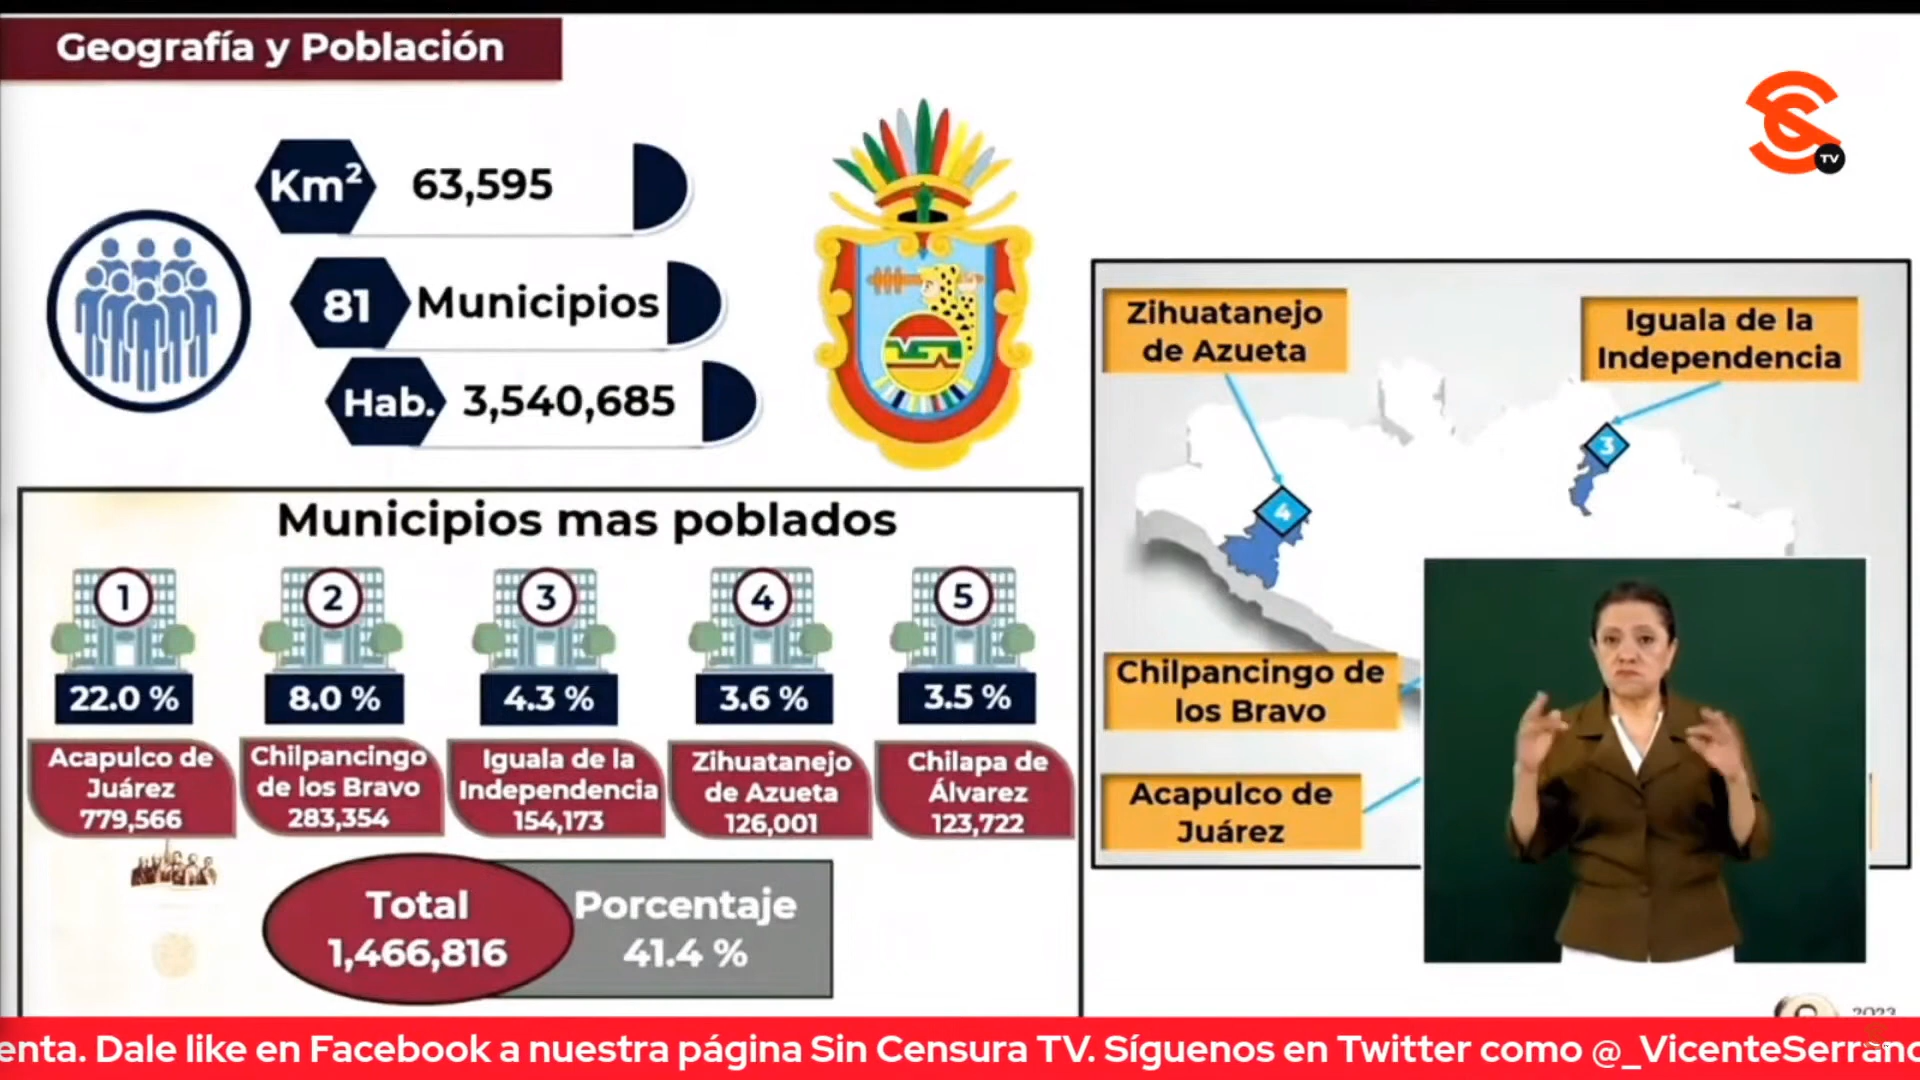 Geografía y Población
TV
Km²
63,595
81
Municipios
Hab.
3,540,685
Municipios mas poblados
1
2
3
4
5
22.0 %
8.0 %
4.3 %
3.6 %
3.5 %
Acapulco de
Juárez
779,566
Chilpancingo
de los Bravo
283,354
Iguala de la
Independencia
154,173
Zihuatanejo
de Azueta
126,001
Chilapa de
Álvarez
123,722
Total
1,466,816
Porcentaje
41.4 %
Zihuatanejo
de Azueta
Iguala de la
Independencia
3
4
Chilpancingo de
los Bravo
Acapulco de
Juárez
enta. Dale like en Facebook a nuestra página Sin Censura TV. Síguenos en Twitter como @_VicenteSerrano